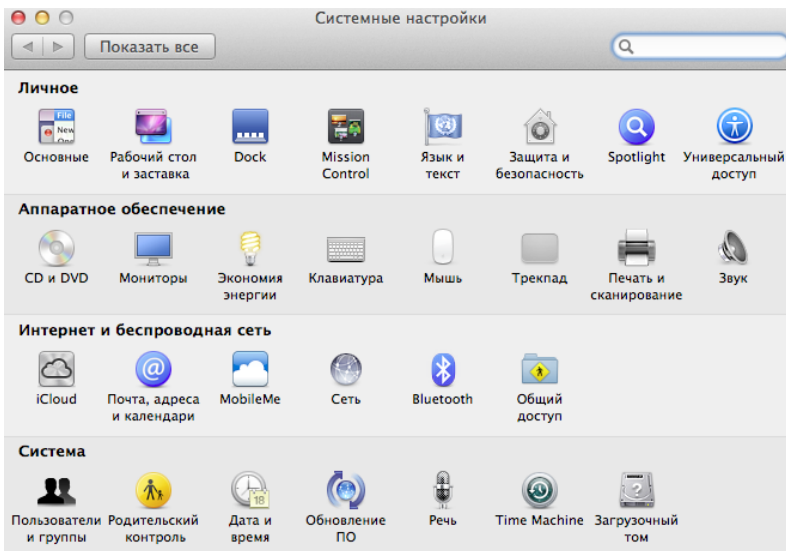 Системные настройки
Показать все
Личное
Основные
Рабочий стол
и заставка
Dock
Mission
Control
Язык и
текст
Защита и
безопасность
Spotlight
Универсальный
доступ
Аппаратное обеспечение
CD и DVD
Мониторы
Экономия
энергии
Клавиатура
Мышь
Трекпад
Печать и
сканирование
Звук
Интернет и беспроводная сеть
iCloud
Почта, адреса
и календари
MobileMe
Сеть
Bluetooth
Общий
доступ
Система
Пользователи
и группы
Родительский
контроль
Дата и
время
18
Обновление
ПО
Речь
Time Machine
Загрузочный
том
File
New